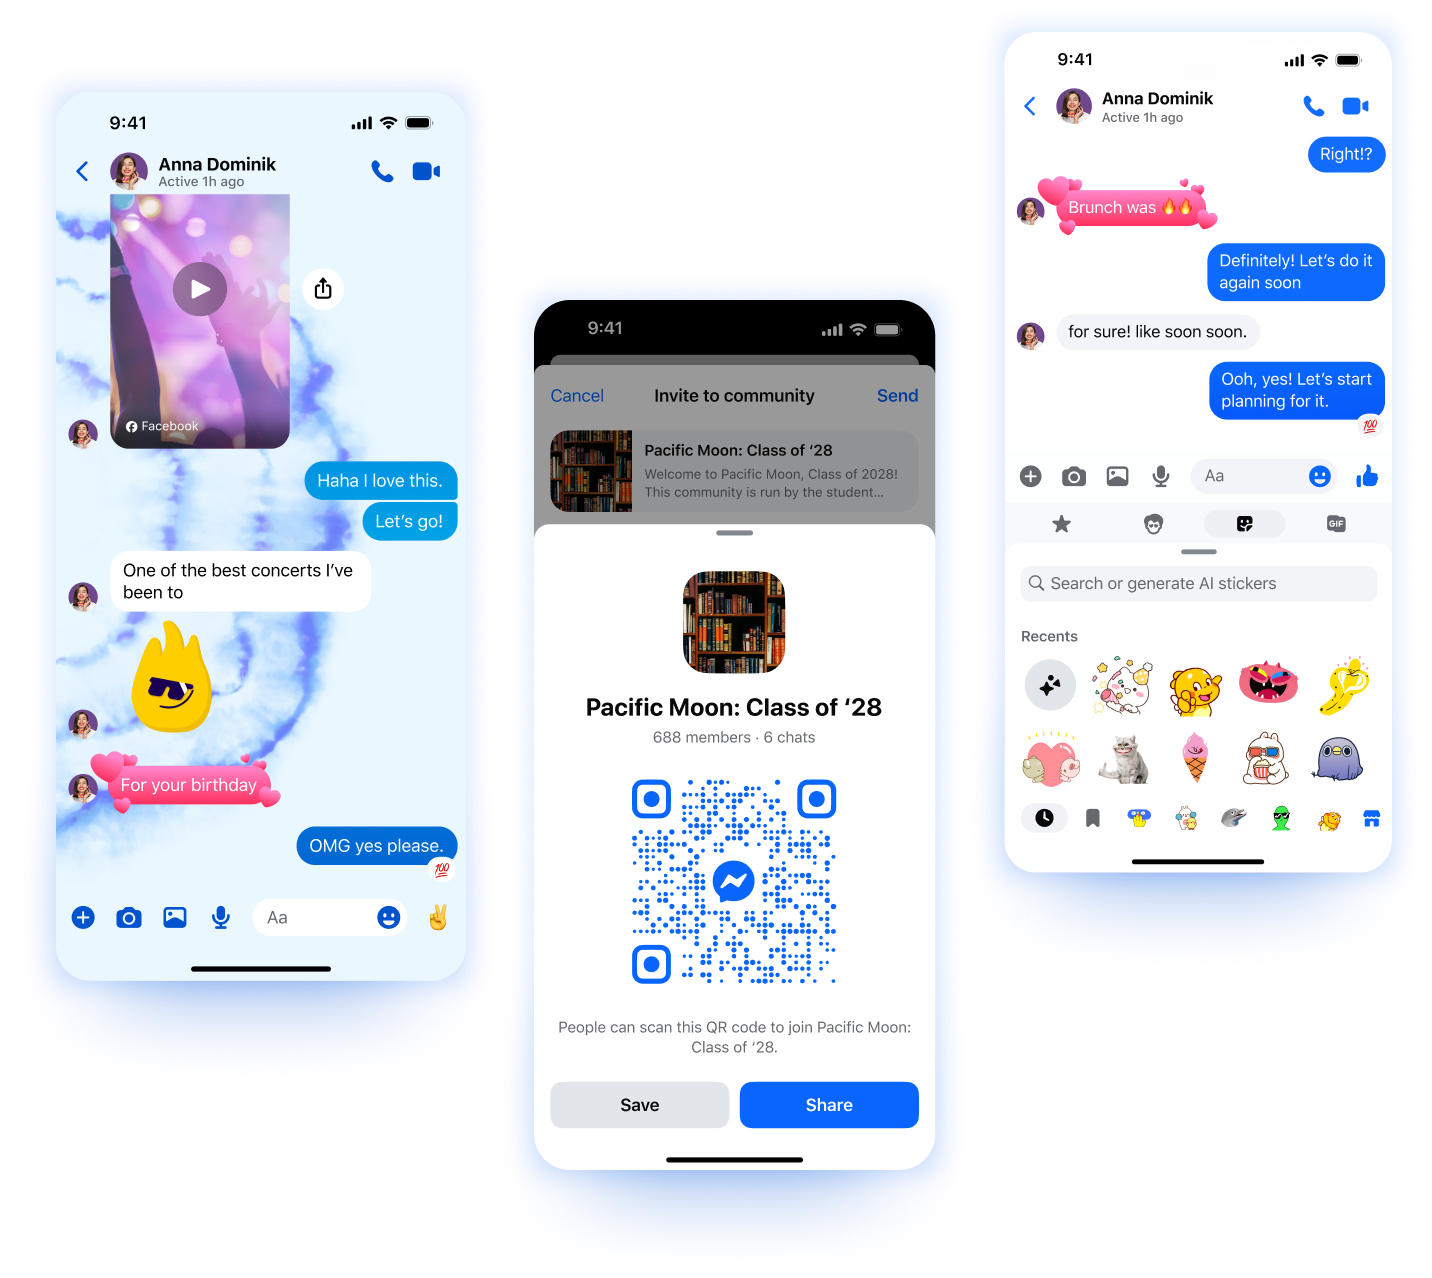 9:41
Anna Dominik
Active 1h ago
Facebook
Haha I love this.
Let’s go!
One of the best concerts I’ve
been to
For your birthday
OMG yes please.
💯
Aa
9:41
Cancel
Invite to community
Send
Pacific Moon: Class of ‘28
Welcome to Pacific Moon, Class of 2028!
This community is run by the student...
Pacific Moon: Class of ‘28
688 members · 6 chats
People can scan this QR code to join Pacific Moon:
Class of ‘28.
Save
Share
9:41
Anna Dominik
Active 1h ago
Right!?
Brunch was 🔥🔥
Definitely! Let’s do it
again soon
for sure! like soon soon.
Ooh, yes! Let’s start
planning for it.
💯
Aa
GIF
Search or generate AI stickers
Recents